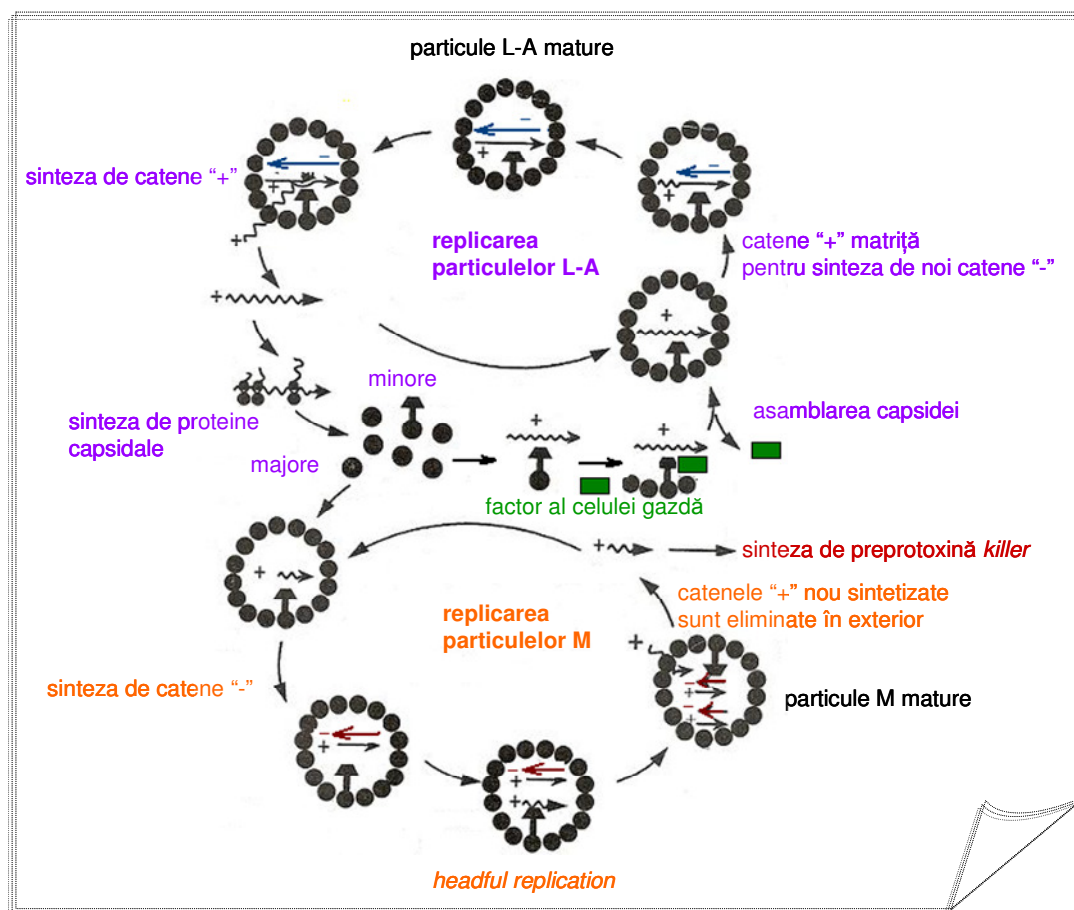 particule L-A mature
sinteza de catene “+”
−
+
−
+
−
+
+
replicarea
particulelor L-A
catene “+” matriță
pentru sinteza de noi catene “-”
+
+
minore
sinteza de proteine
capsidale
majore
+
+
asamblarea capsidei
factor al celulei gazdă
+
sinteza de preprotoxină killer
+
replicarea
particulelor M
catenele “+” nou sintetizate
sunt eliminate în exterior
+
sinteza de catene “-”
−
+
−
+
particule M mature
−
+
−
+
+
headful replication